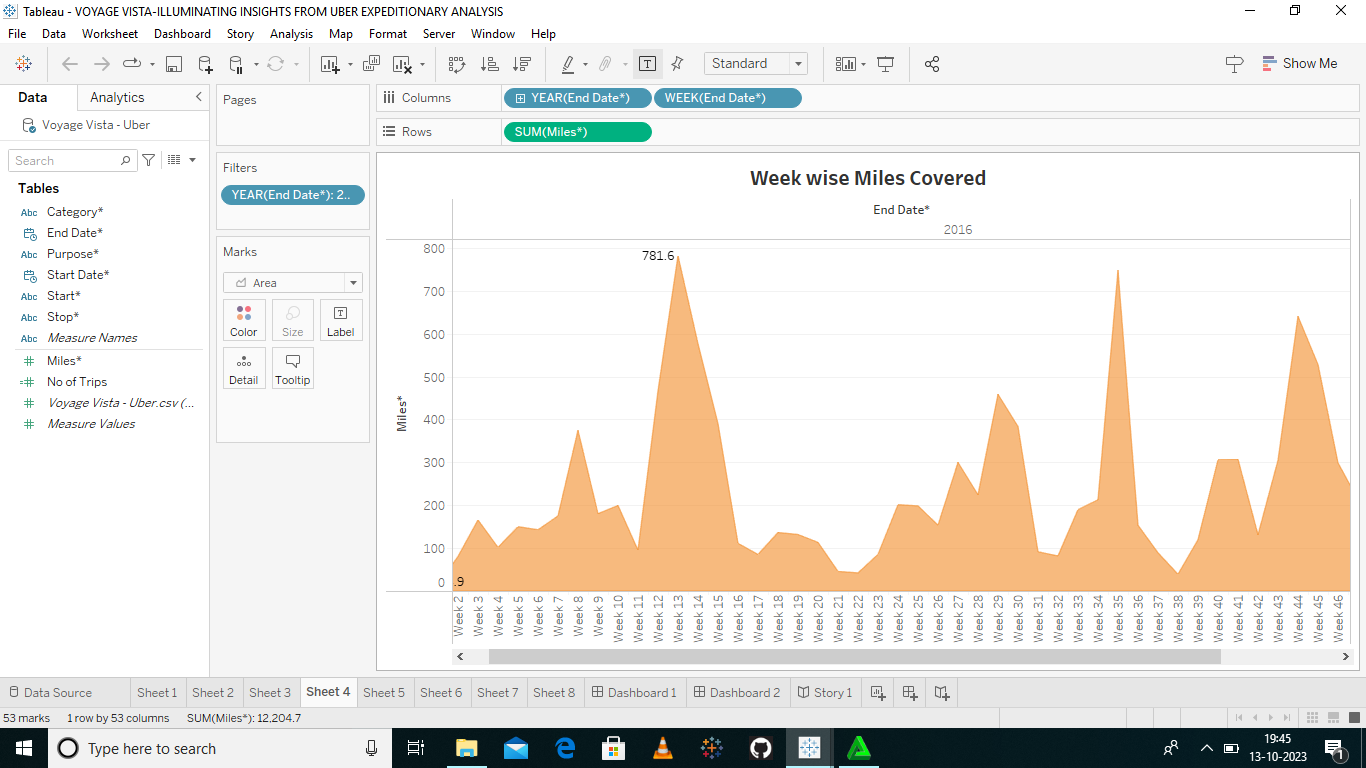 Tableau - VOYAGE VISTA-ILLUMINATING INSIGHTS FROM UBER EXPEDITIONARY ANALYSIS
File Data Worksheet Dashboard Story Analysis Map Format Server Window Help
Standard
Show Me
Data Analytics
Voyage Vista - Uber
Search
Tables
Abc Category*
End Date*
Abc Purpose*
Start Date*
Abc Start*
Abc Stop*
Abc Measure Names
# Miles*
=# No of Trips
# Voyage Vista - Uber.csv (...
# Measure Values
Pages
Filters
YEAR(End Date*): 2..
Marks
Area
Color Size Label
Detail Tooltip
Columns YEAR(End Date*) WEEK(End Date*)
Rows SUM(Miles*)
Week wise Miles Covered
End Date*
2016
Miles*
800
700
600
500
400
300
200
100
0
781.6
.9
Week 2
Week 3
Week 4
Week 5
Week 6
Week 7
Week 8
Week 9
Week 10
Week 11
Week 12
Week 13
Week 14
Week 15
Week 16
Week 17
Week 18
Week 19
Week 20
Week 21
Week 22
Week 23
Week 24
Week 25
Week 26
Week 27
Week 28
Week 29
Week 30
Week 31
Week 32
Week 33
Week 34
Week 35
Week 36
Week 37
Week 38
Week 39
Week 40
Week 41
Week 42
Week 43
Week 44
Week 45
Week 46
Data Source Sheet 1 Sheet 2 Sheet 3 Sheet 4 Sheet 5 Sheet 6 Sheet 7 Sheet 8 Dashboard 1 Dashboard 2 Story 1
53 marks 1 row by 53 columns SUM(Miles*): 12,204.7
Type here to search
19:45
13-10-2023
1